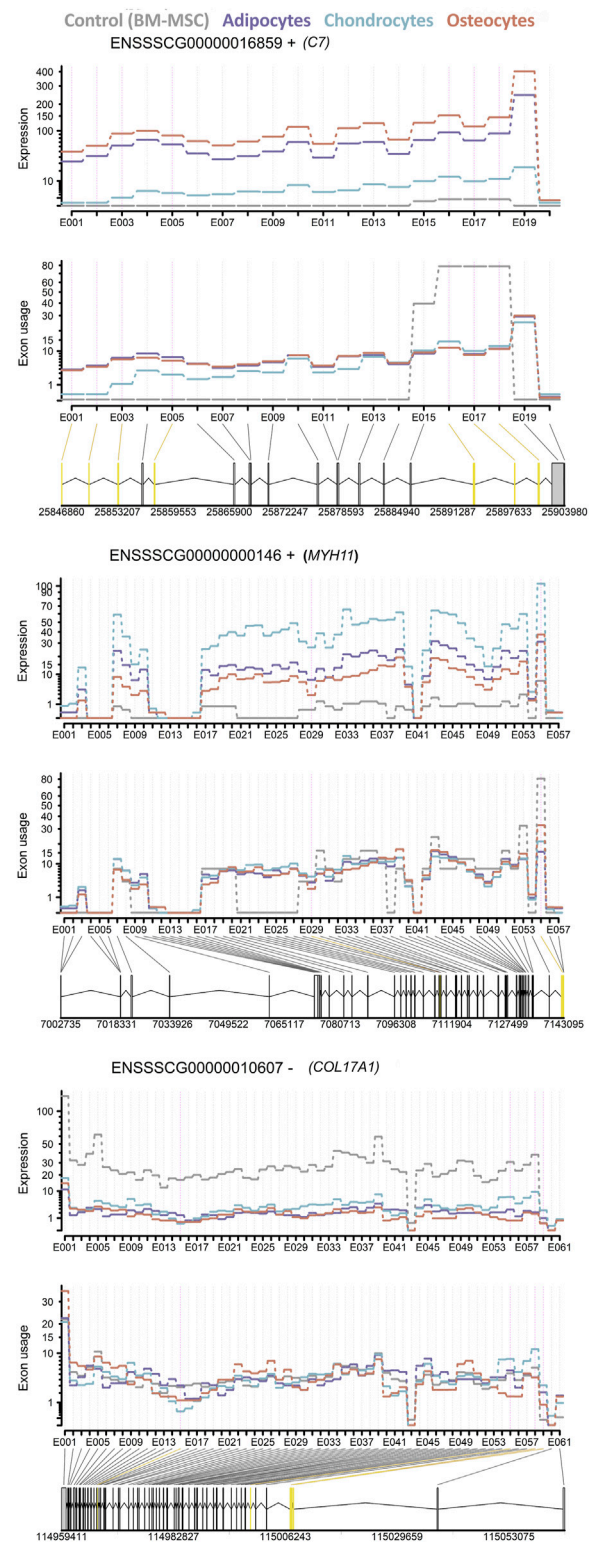 Control (BM-MSC) Adipocytes Chondrocytes Osteocytes
ENSSSCG00000016859 + (C7)
Expression
400
300
200
150
100
10
E001 E003 E005 E007 E009 E011 E013 E015 E017 E019
Exon usage
80
60
50
40
30
15
10
1
E001 E003 E005 E007 E009 E011 E013 E015 E017 E019
25846860 25853207 25859553 25865900 25872247 25878593 25884940 25891287 25897633 25903980
ENSSSCG00000000146 + (MYH11)
Expression
100
90
70
50
40
30
15
10
1
E001 E005 E009 E013 E017 E021 E025 E029 E033 E037 E041 E045 E049 E053 E057
Exon usage
80
60
50
40
30
15
10
1
E001 E005 E009 E013 E017 E021 E025 E029 E033 E037 E041 E045 E049 E053 E057
7002735 7018331 7033926 7049522 7065117 7080713 7096308 7111904 7127499 7143095
ENSSSCG00000010607 - (COL17A1)
Expression
100
50
30
20
10
1
E001 E005 E009 E013 E017 E021 E025 E029 E033 E037 E041 E045 E049 E053 E057 E061
Exon usage
30
20
15
10
1
E001 E005 E009 E013 E017 E021 E025 E029 E033 E037 E041 E045 E049 E053 E057 E061
114959411 114982827 115006243 115029659 115053075